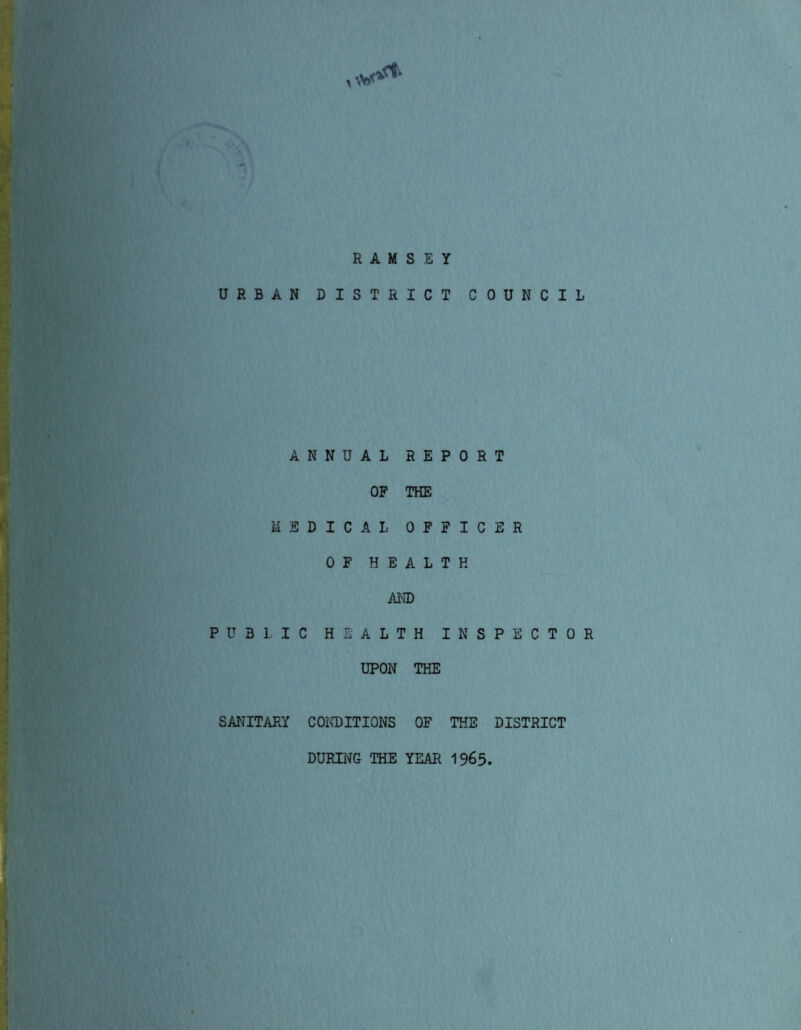 RAMSEY
URBAN DISTRICT COUNCIL
ANNUAL REPORT
OF THE
MEDICAL OFFICER
OF HEALTH
AND
PUBLIC HEALTH INSPECTOR
UPON THE
SANITARY CONDITIONS OF THE DISTRICT
DURING THE YEAR 1965.